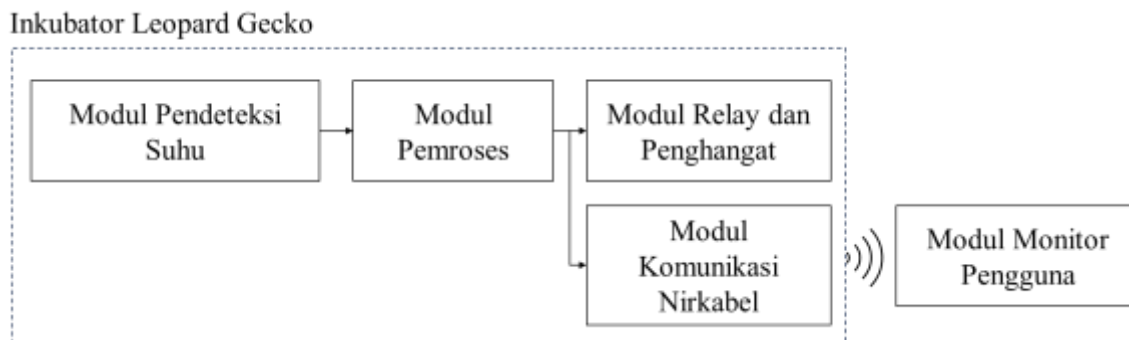 Inkubator Leopard Gecko
Modul Pendeteksi
Suhu
Modul
Pemroses
Modul Relay dan
Penghangat
Modul
Komunikasi
Nirkabel
Modul Monitor
Pengguna